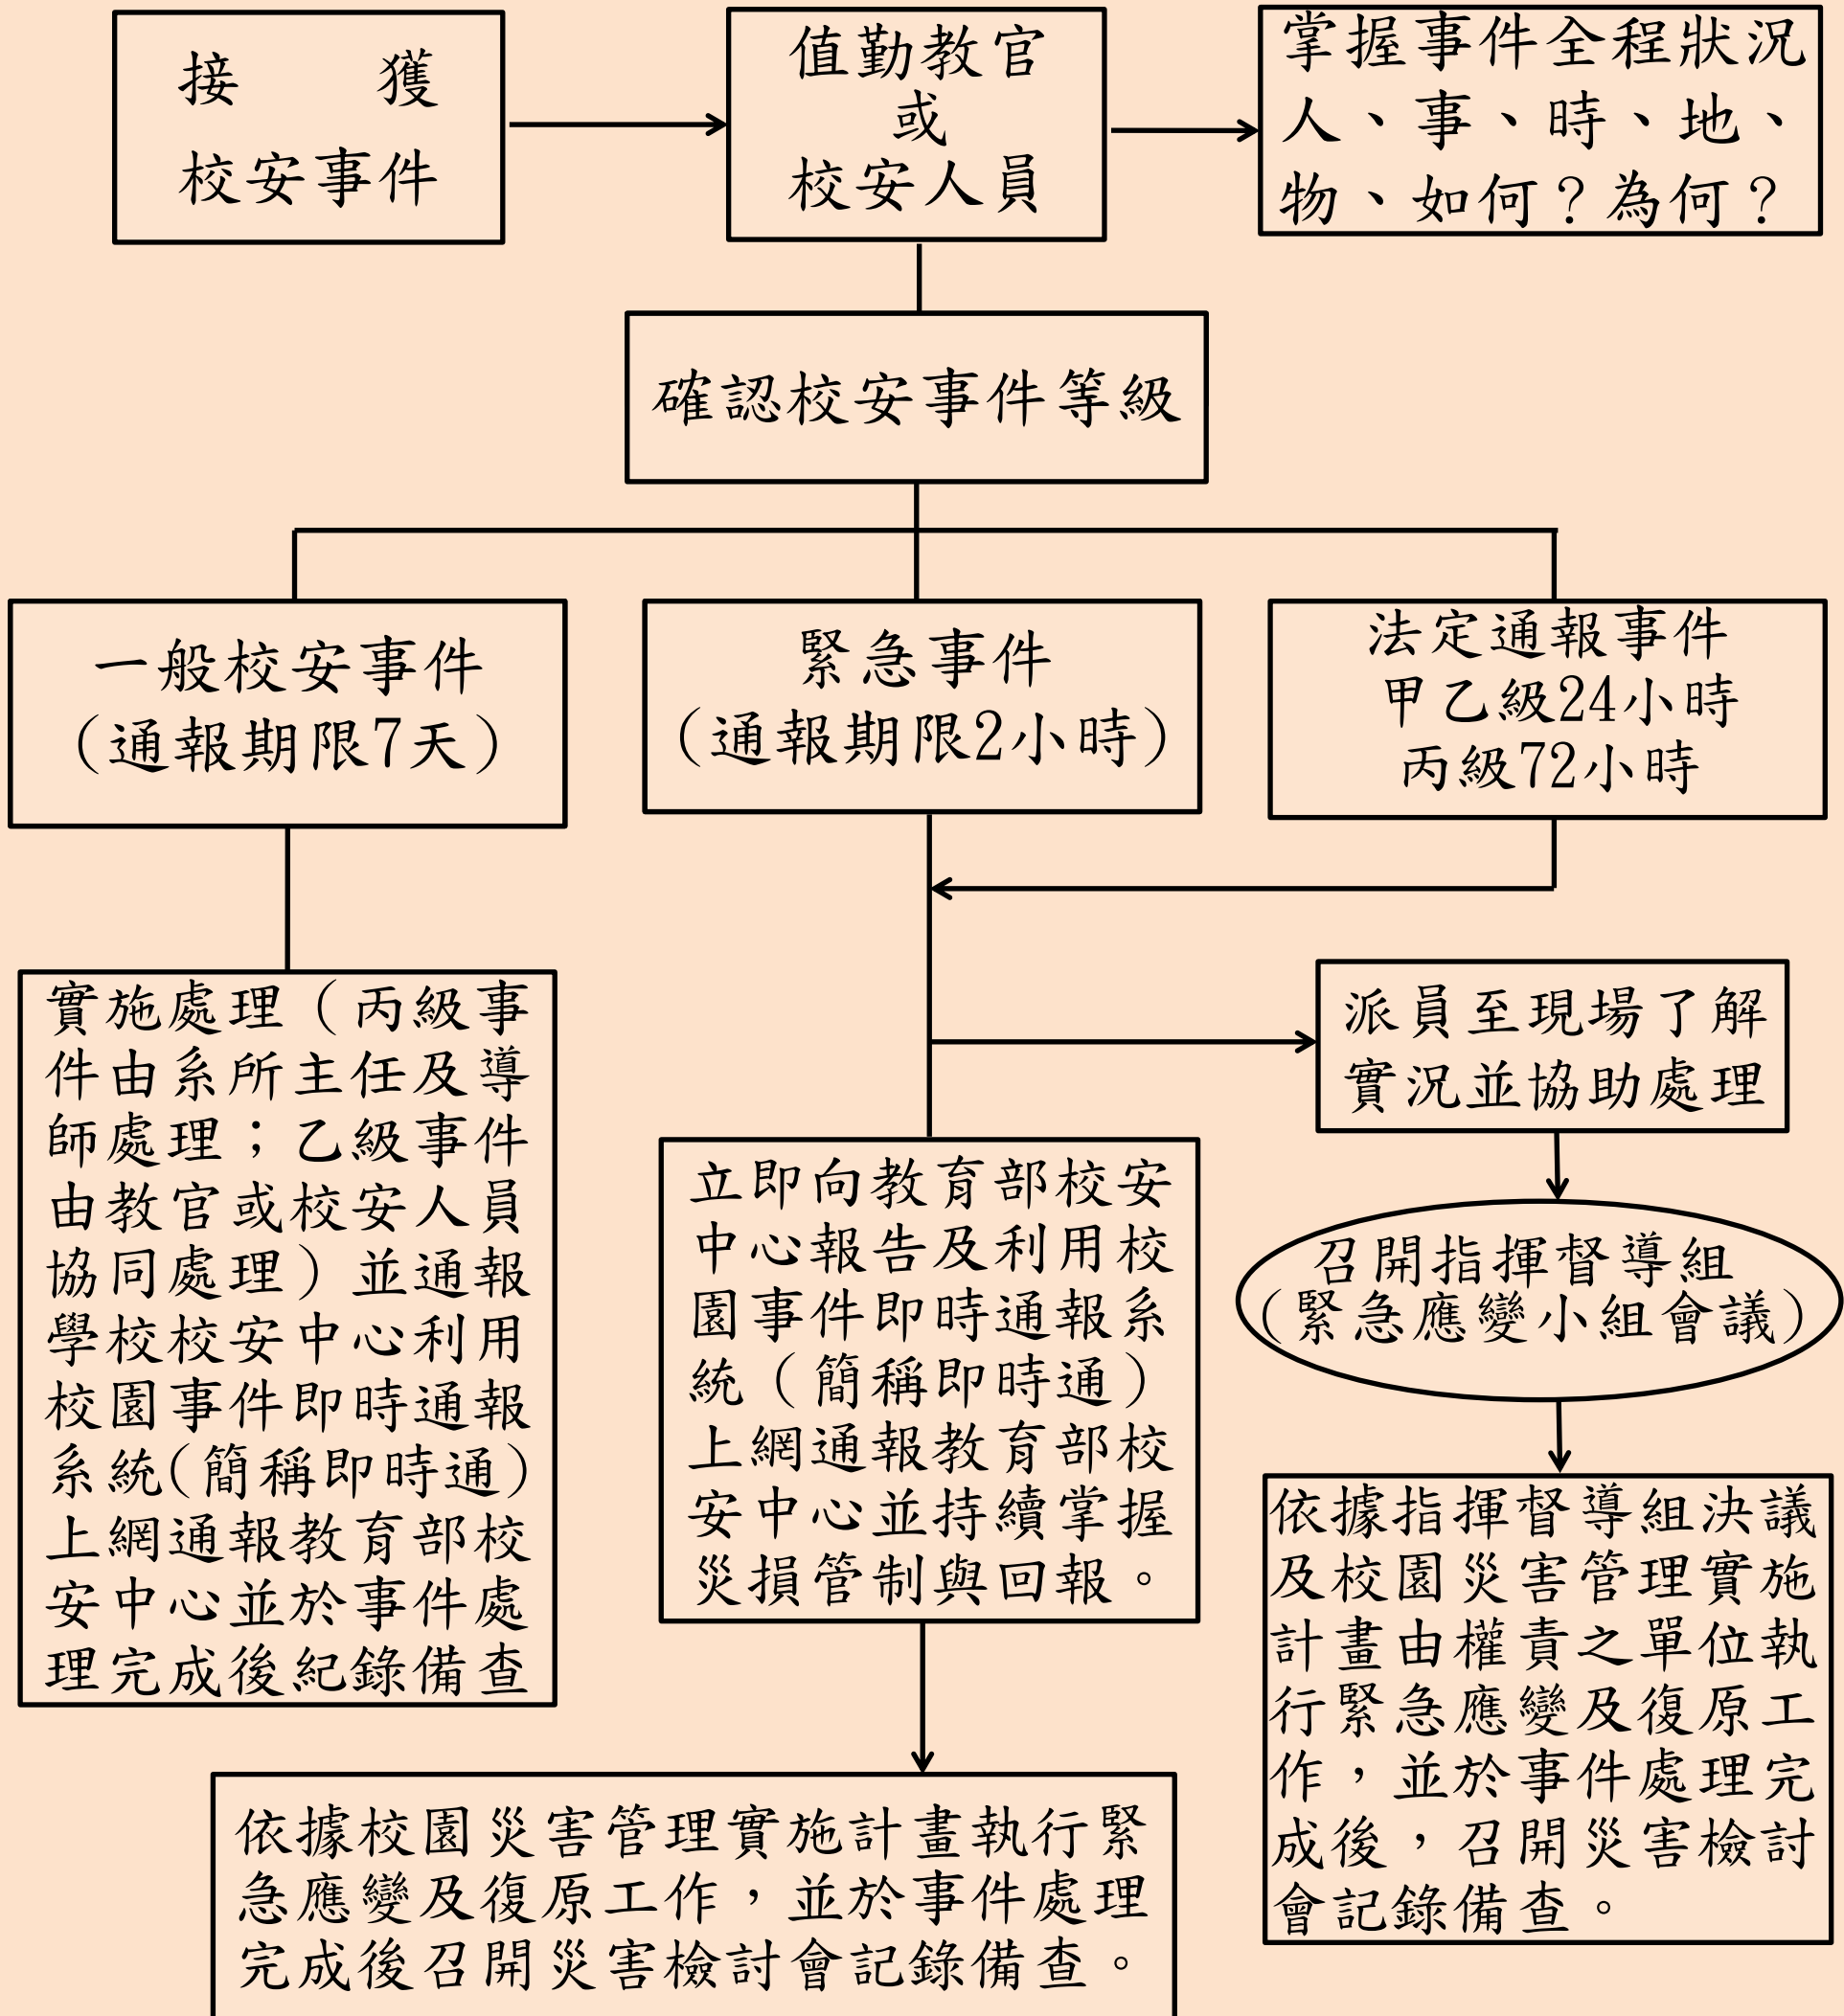 接　　獲
校安事件
值勤教官
或
校安人員
掌握事件全程狀況
人、事、時、地、
物、如何？為何？
確認校安事件等級
一般校安事件
（通報期限7天）
緊急事件
（通報期限2小時）
法定通報事件
甲乙級24小時
丙級72小時
實施處理（丙級事
件由系所主任及導
師處理；乙級事件
由教官或校安人員
協同處理）並通報
學校校安中心利用
校園事件即時通報
系統(簡稱即時通)
上網通報教育部校
安中心並於事件處
理完成後紀錄備查
立即向教育部校安
中心報告及利用校
園事件即時通報系
統（簡稱即時通）
上網通報教育部校
安中心並持續掌握
災損管制與回報。
派員至現場了解
實況並協助處理
召開指揮督導組
（緊急應變小組會議）
依據指揮督導組決議
及校園災害管理實施
計畫由權責之單位執
行緊急應變及復原工
作，並於事件處理完
成後，召開災害檢討
會記錄備查。
依據校園災害管理實施計畫執行緊
急應變及復原工作，並於事件處理
完成後召開災害檢討會記錄備查。